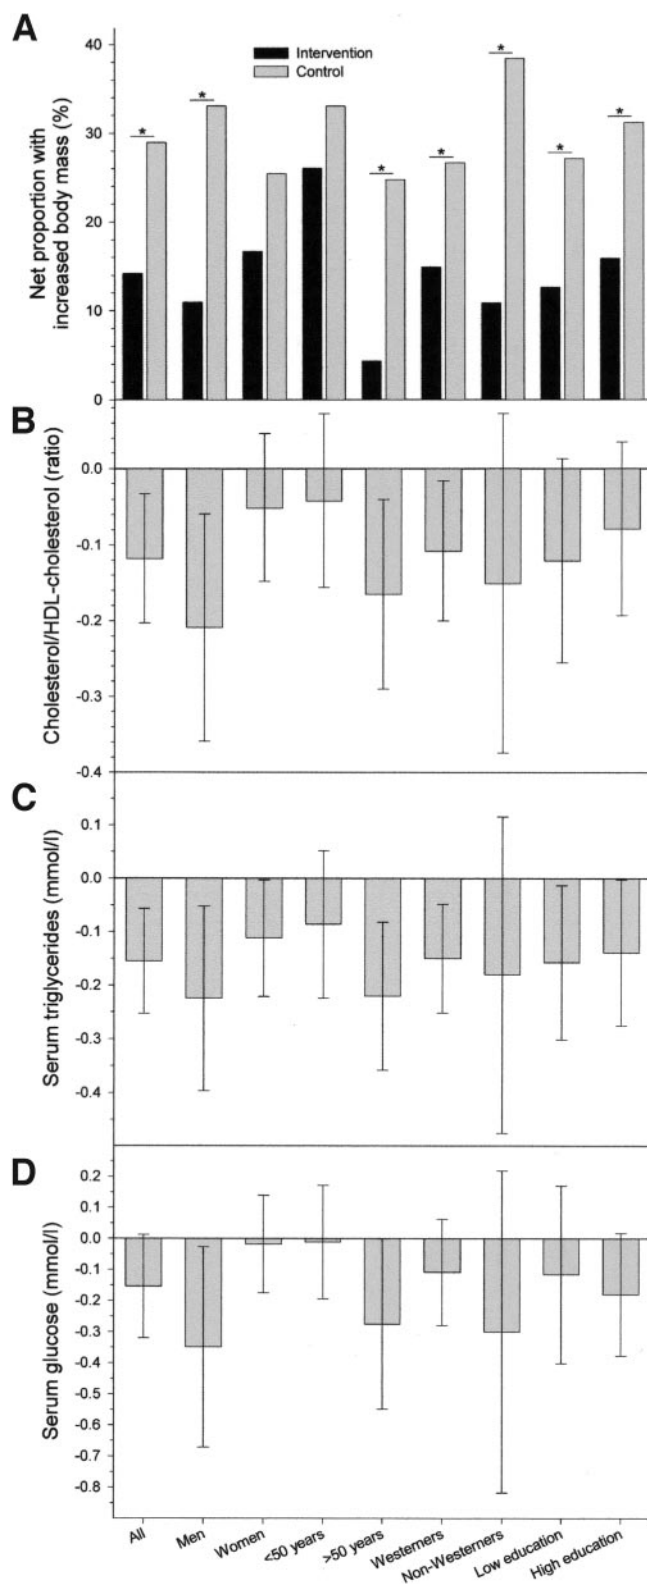 A
Net proportion with
increased body mass (%)
40
30
20
10
0
Intervention
Control
*
*
*
*
*
*
*
B
Cholesterol/HDL-cholesterol (ratio)
0.0
-0.1
-0.2
-0.3
-0.4
C
Serum triglycerides (mmol/l)
0.1
0.0
-0.1
-0.2
-0.3
-0.4
D
Serum glucose (mmol/l)
0.2
0.1
0.0
-0.1
-0.2
-0.3
-0.4
-0.5
-0.6
-0.7
-0.8
All
Men
Women
<50 years
>50 years
Westerners
Non-Westerners
Low education
High education